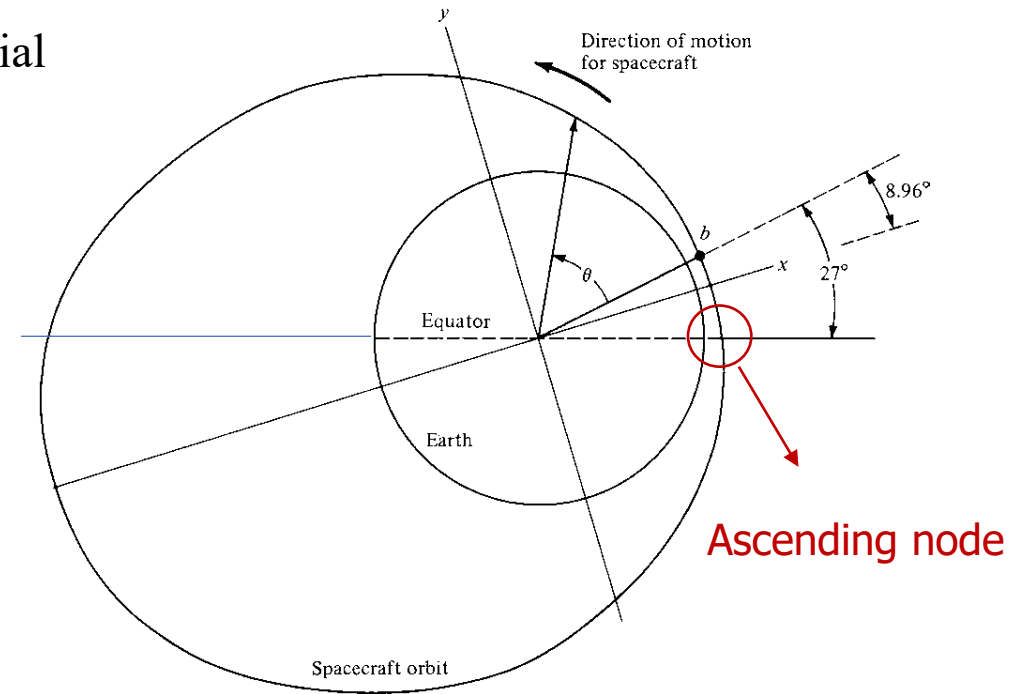 ial
y
Direction of motion
for spacecraft
8.96°
b
x
27°
θ
Equator
Earth
Ascending node
Spacecraft orbit